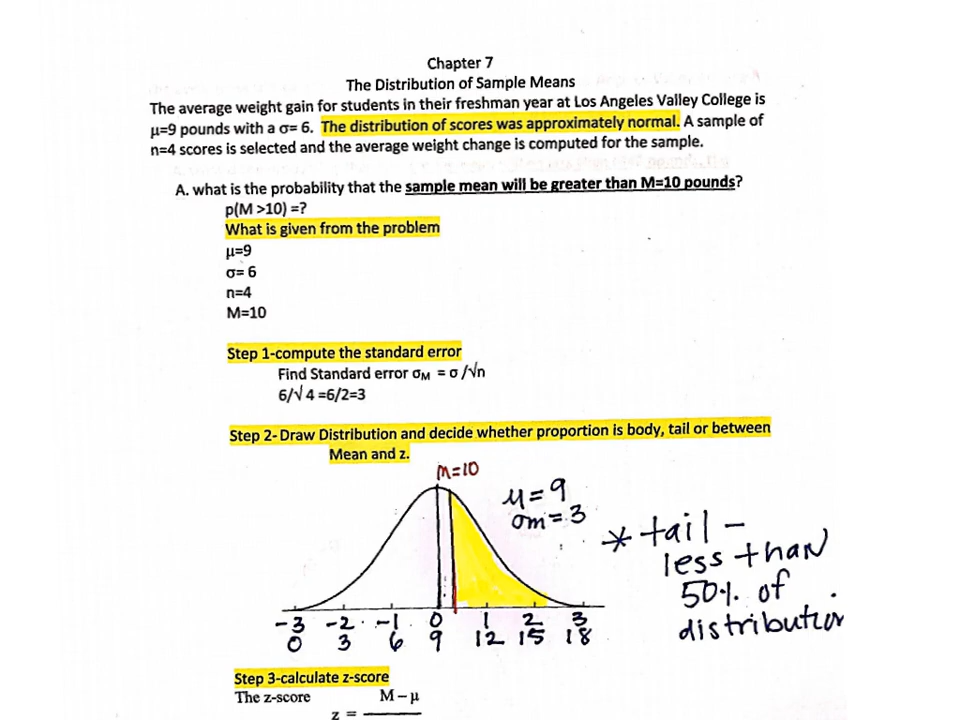 Chapter 7
The Distribution of Sample Means
The average weight gain for students in their freshman year at Los Angeles Valley College is
μ=9 pounds with a σ= 6. The distribution of scores was approximately normal. A sample of
n=4 scores is selected and the average weight change is computed for the sample.
A. what is the probability that the sample mean will be greater than M=10 pounds?
p(M >10) =?
What is given from the problem
μ=9
σ= 6
n=4
M=10
Step 1-compute the standard error
Find Standard error σM = σ /√n
6/√ 4 =6/2=3
Step 2- Draw Distribution and decide whether proportion is body, tail or between
Mean and z.
M=10
μ=9
σm=3
* tail -
less than
50%. of
distribution
-3 -2 -1 0 1 2 3
0 3 6 9 12 15 18
Step 3-calculate z-score
The z-score M – μ
z =